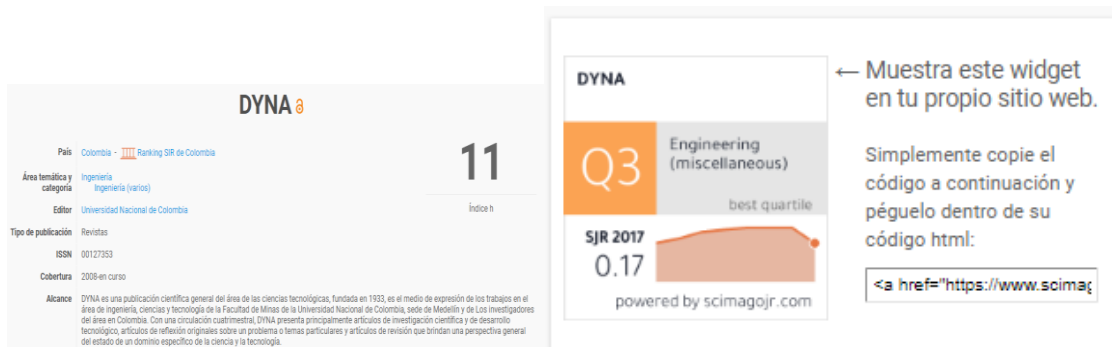 DYNA
País Colombia - Ranking SIR de Colombia
Área temática y categoría
Ingeniería
Ingeniería (varios)
Editor Universidad Nacional de Colombia
Tipo de publicación Revistas
ISSN 00127353
Cobertura 2008-en curso
Alcance DYNA es una publicación científica general del área de las ciencias tecnológicas, fundada en 1933, es el medio de expresión de los trabajos en el
área de ingeniería, ciencias y tecnología de la Facultad de Minas de la Universidad Nacional de Colombia, sede de Medellín y de Los investigadores
del área en Colombia. Con una circulación cuatrimestral, DYNA presenta principalmente artículos de investigación científica y de desarrollo
tecnológico, artículos de reflexión originales sobre un problema o temas particulares y artículos de revisión que brindan una perspectiva general
del estado de un dominio específico de la ciencia y la tecnología.
11
Índice h
DYNA
Q3
Engineering
(miscellaneous)
best quartile
SJR 2017
0.17
powered by scimagojr.com
← Muestra este widget
en tu propio sitio web.
Simplemente copie el
código a continuación y
péguelo dentro de su
código html:
<a href="https://www.scimag